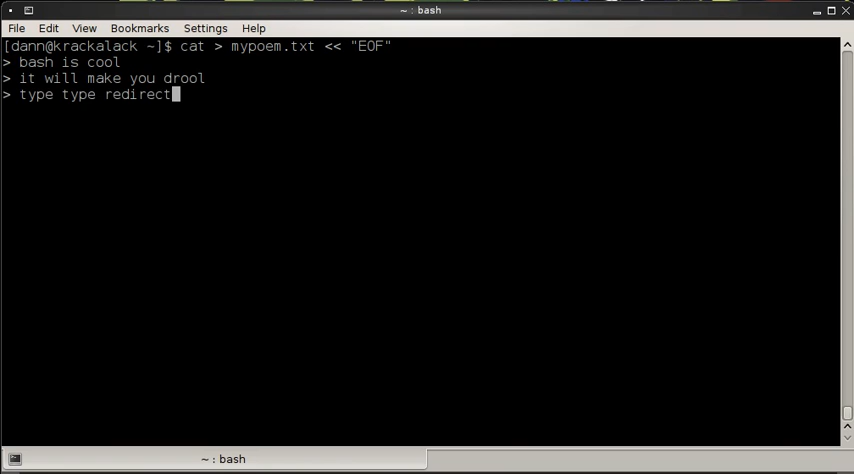 ~ : bash
File Edit View Bookmarks Settings Help
[dann@krackalack ~]$ cat > mypoem.txt << "EOF"
> bash is cool
> it will make you drool
> type type redirect
~ : bash